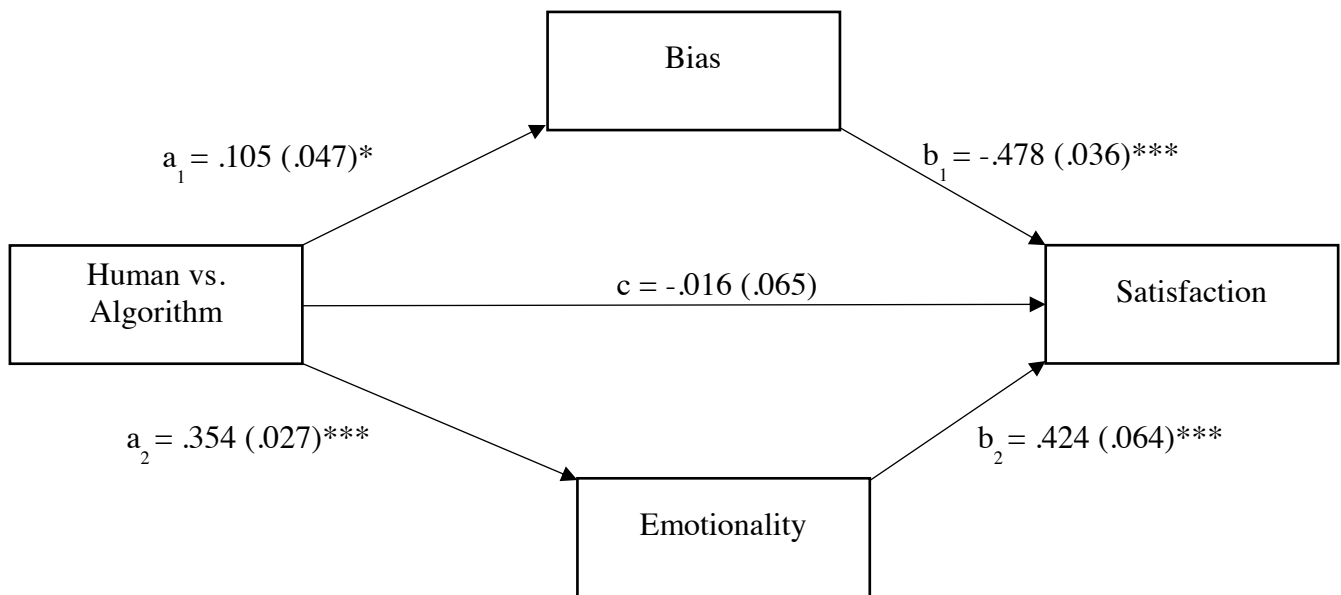 Bias
a₁ = .105 (.047)*
b₁ = -.478 (.036)***
Human vs.
Algorithm
c = -.016 (.065)
Satisfaction
a₂ = .354 (.027)***
b₂ = .424 (.064)***
Emotionality